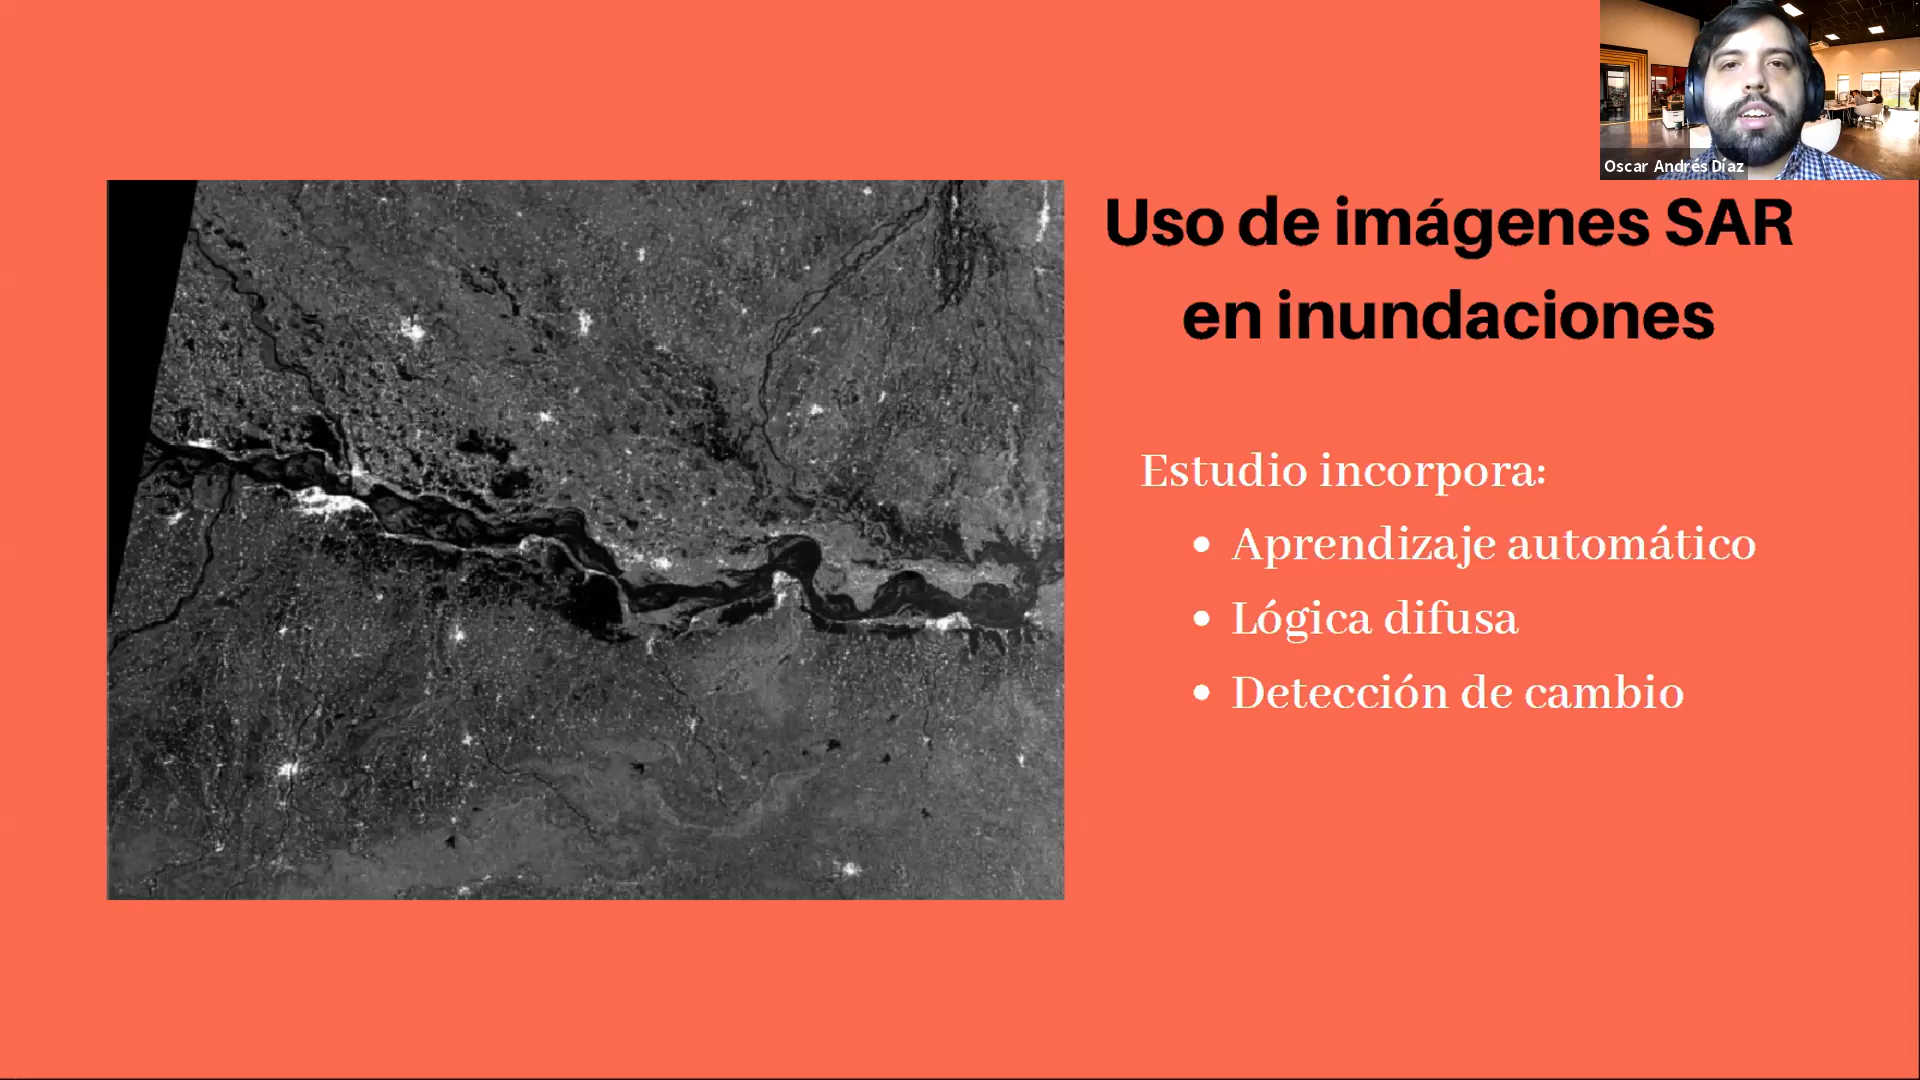 Oscar Andrés Díaz
Uso de imágenes SAR
en inundaciones
Estudio incorpora:
• Aprendizaje automático
• Lógica difusa
• Detección de cambio